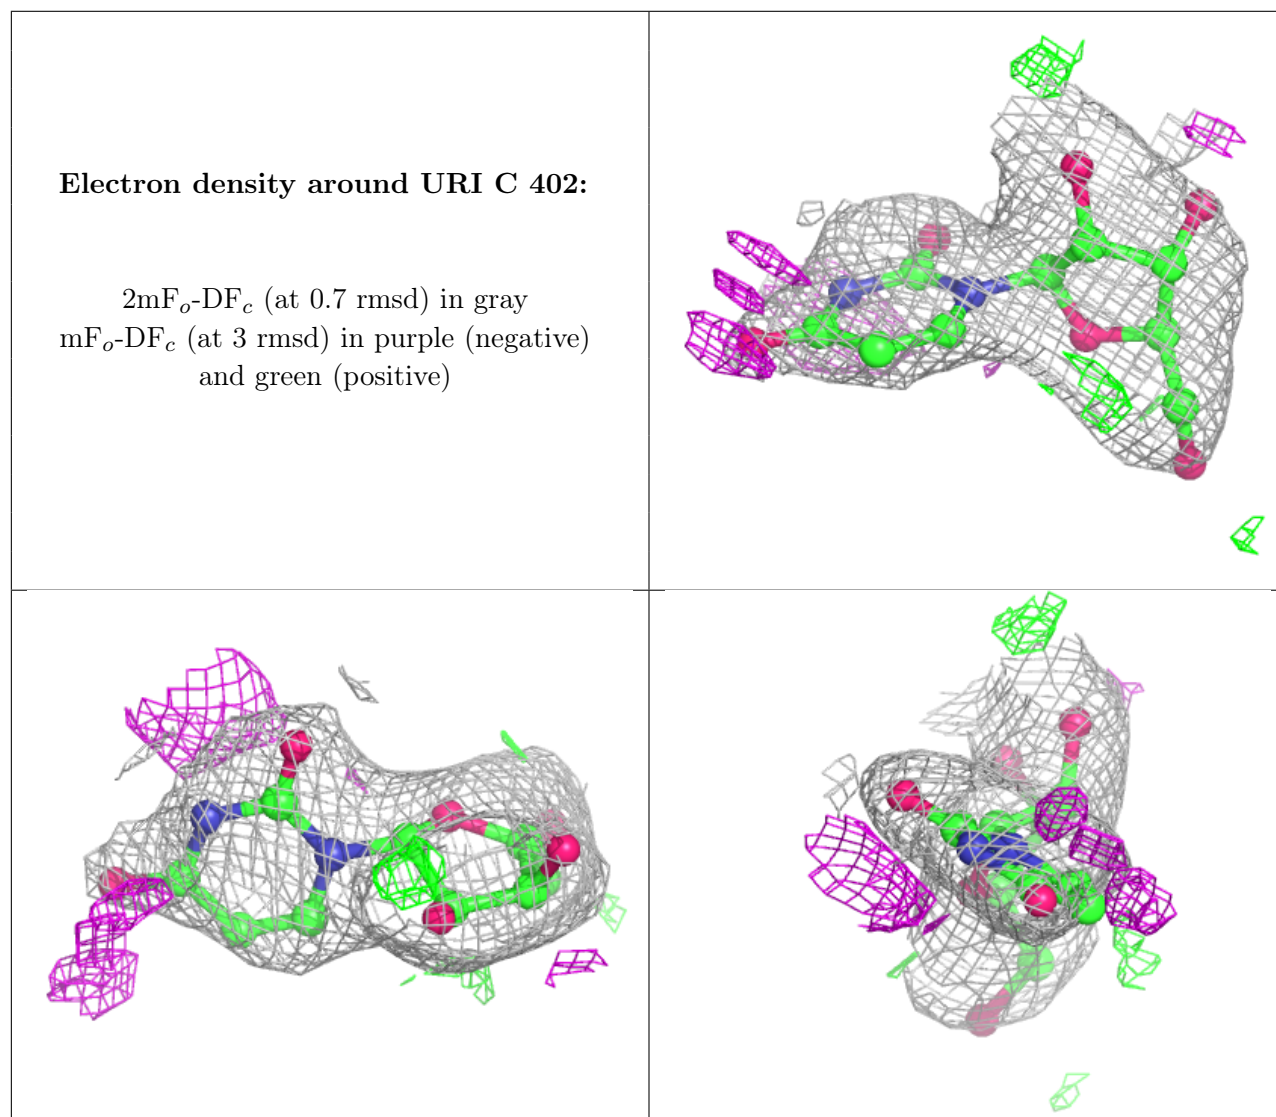 Electron density around URI C 402:
2mFo-DFc (at 0.7 rmsd) in gray
mFo-DFc (at 3 rmsd) in purple (negative)
and green (positive)